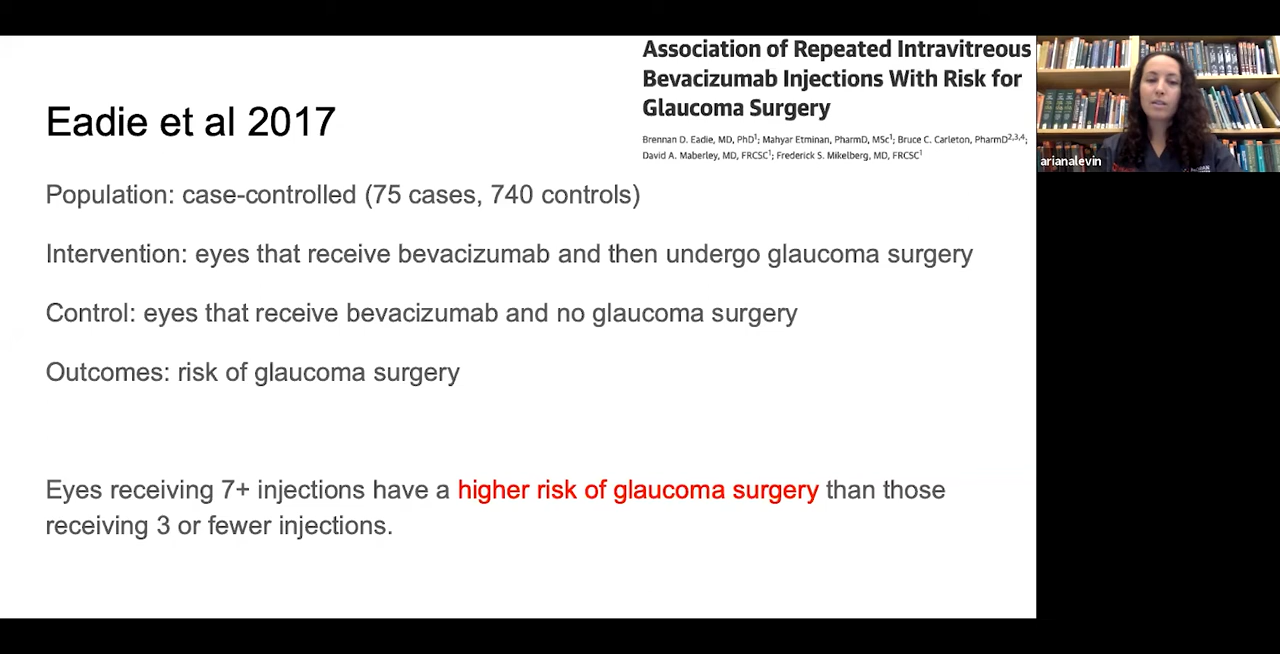 Association of Repeated Intravitreous
Bevacizumab Injections With Risk for
Glaucoma Surgery
Brennan D. Eadie, MD, PhD1; Mahyar Etminan, PharmD, MSc1; Bruce C. Carleton, PharmD2,3,4;
David A. Maberley, MD, FRCSC1; Frederick S. Mikelberg, MD, FRCSC1
arianalevin
Eadie et al 2017
Population: case-controlled (75 cases, 740 controls)
Intervention: eyes that receive bevacizumab and then undergo glaucoma surgery
Control: eyes that receive bevacizumab and no glaucoma surgery
Outcomes: risk of glaucoma surgery
Eyes receiving 7+ injections have a higher risk of glaucoma surgery than those
receiving 3 or fewer injections.